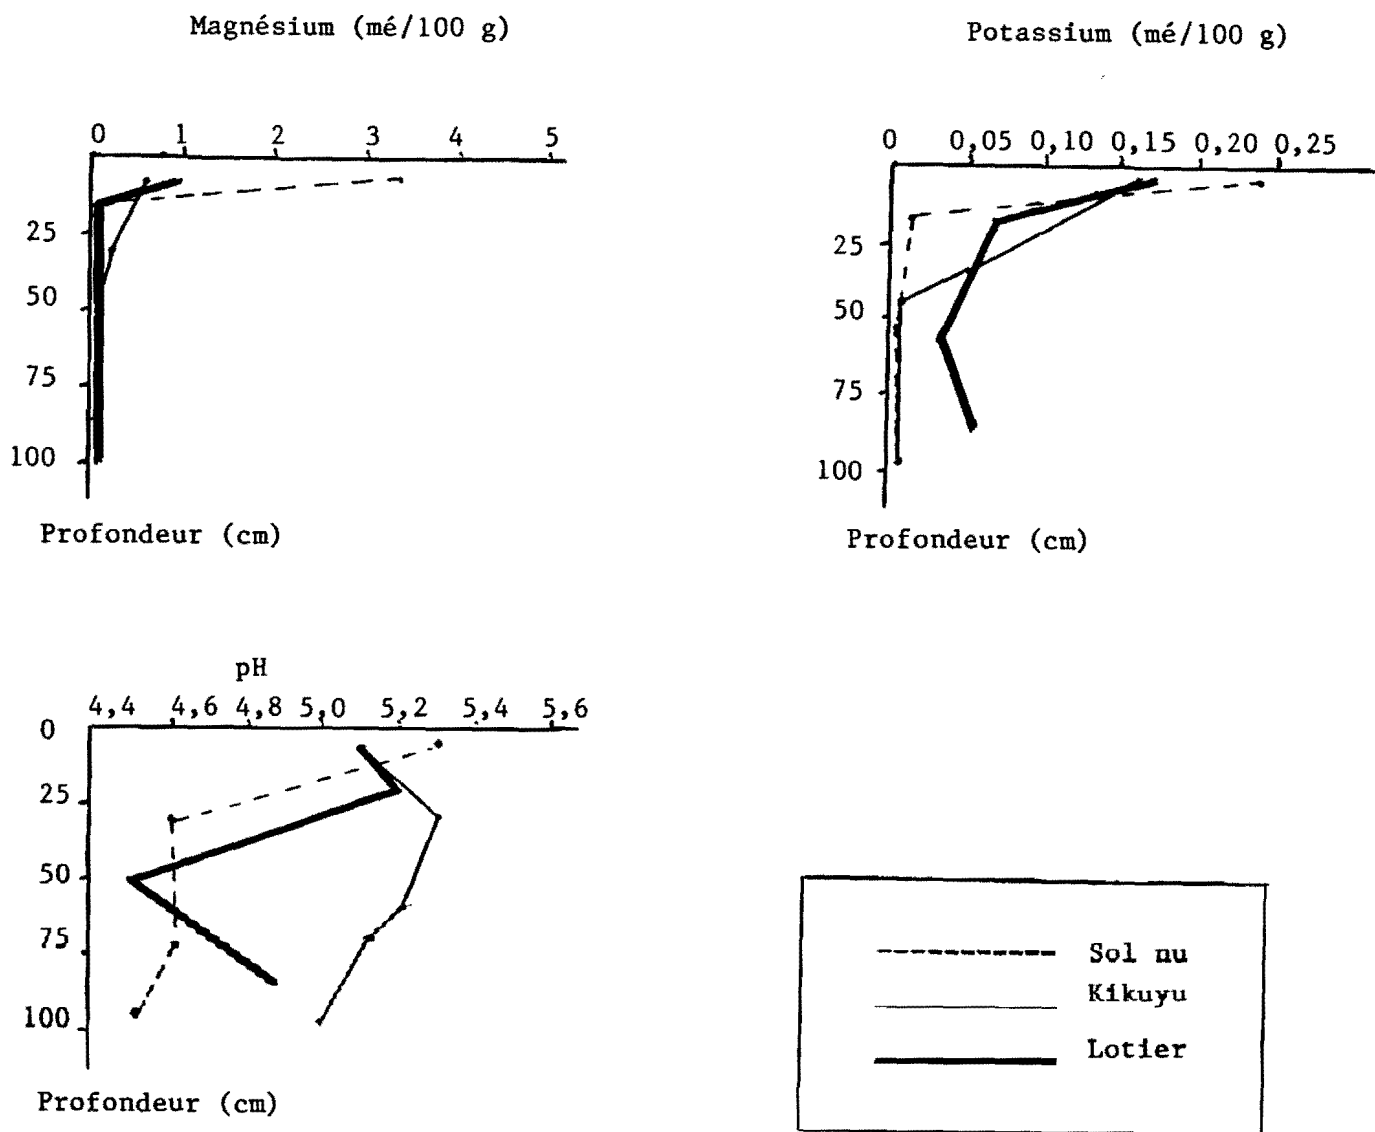 Magnésium (mé/100 g)
0 1 2 3 4 5
25
50
75
100
Profondeur (cm)
Potassium (mé/100 g)
0 0,05 0,10 0,15 0,20 0,25
25
50
75
100
Profondeur (cm)
pH
4,4 4,6 4,8 5,0 5,2 5,4 5,6
0
25
50
75
100
Profondeur (cm)
Sol nu
Kikuyu
Lotier